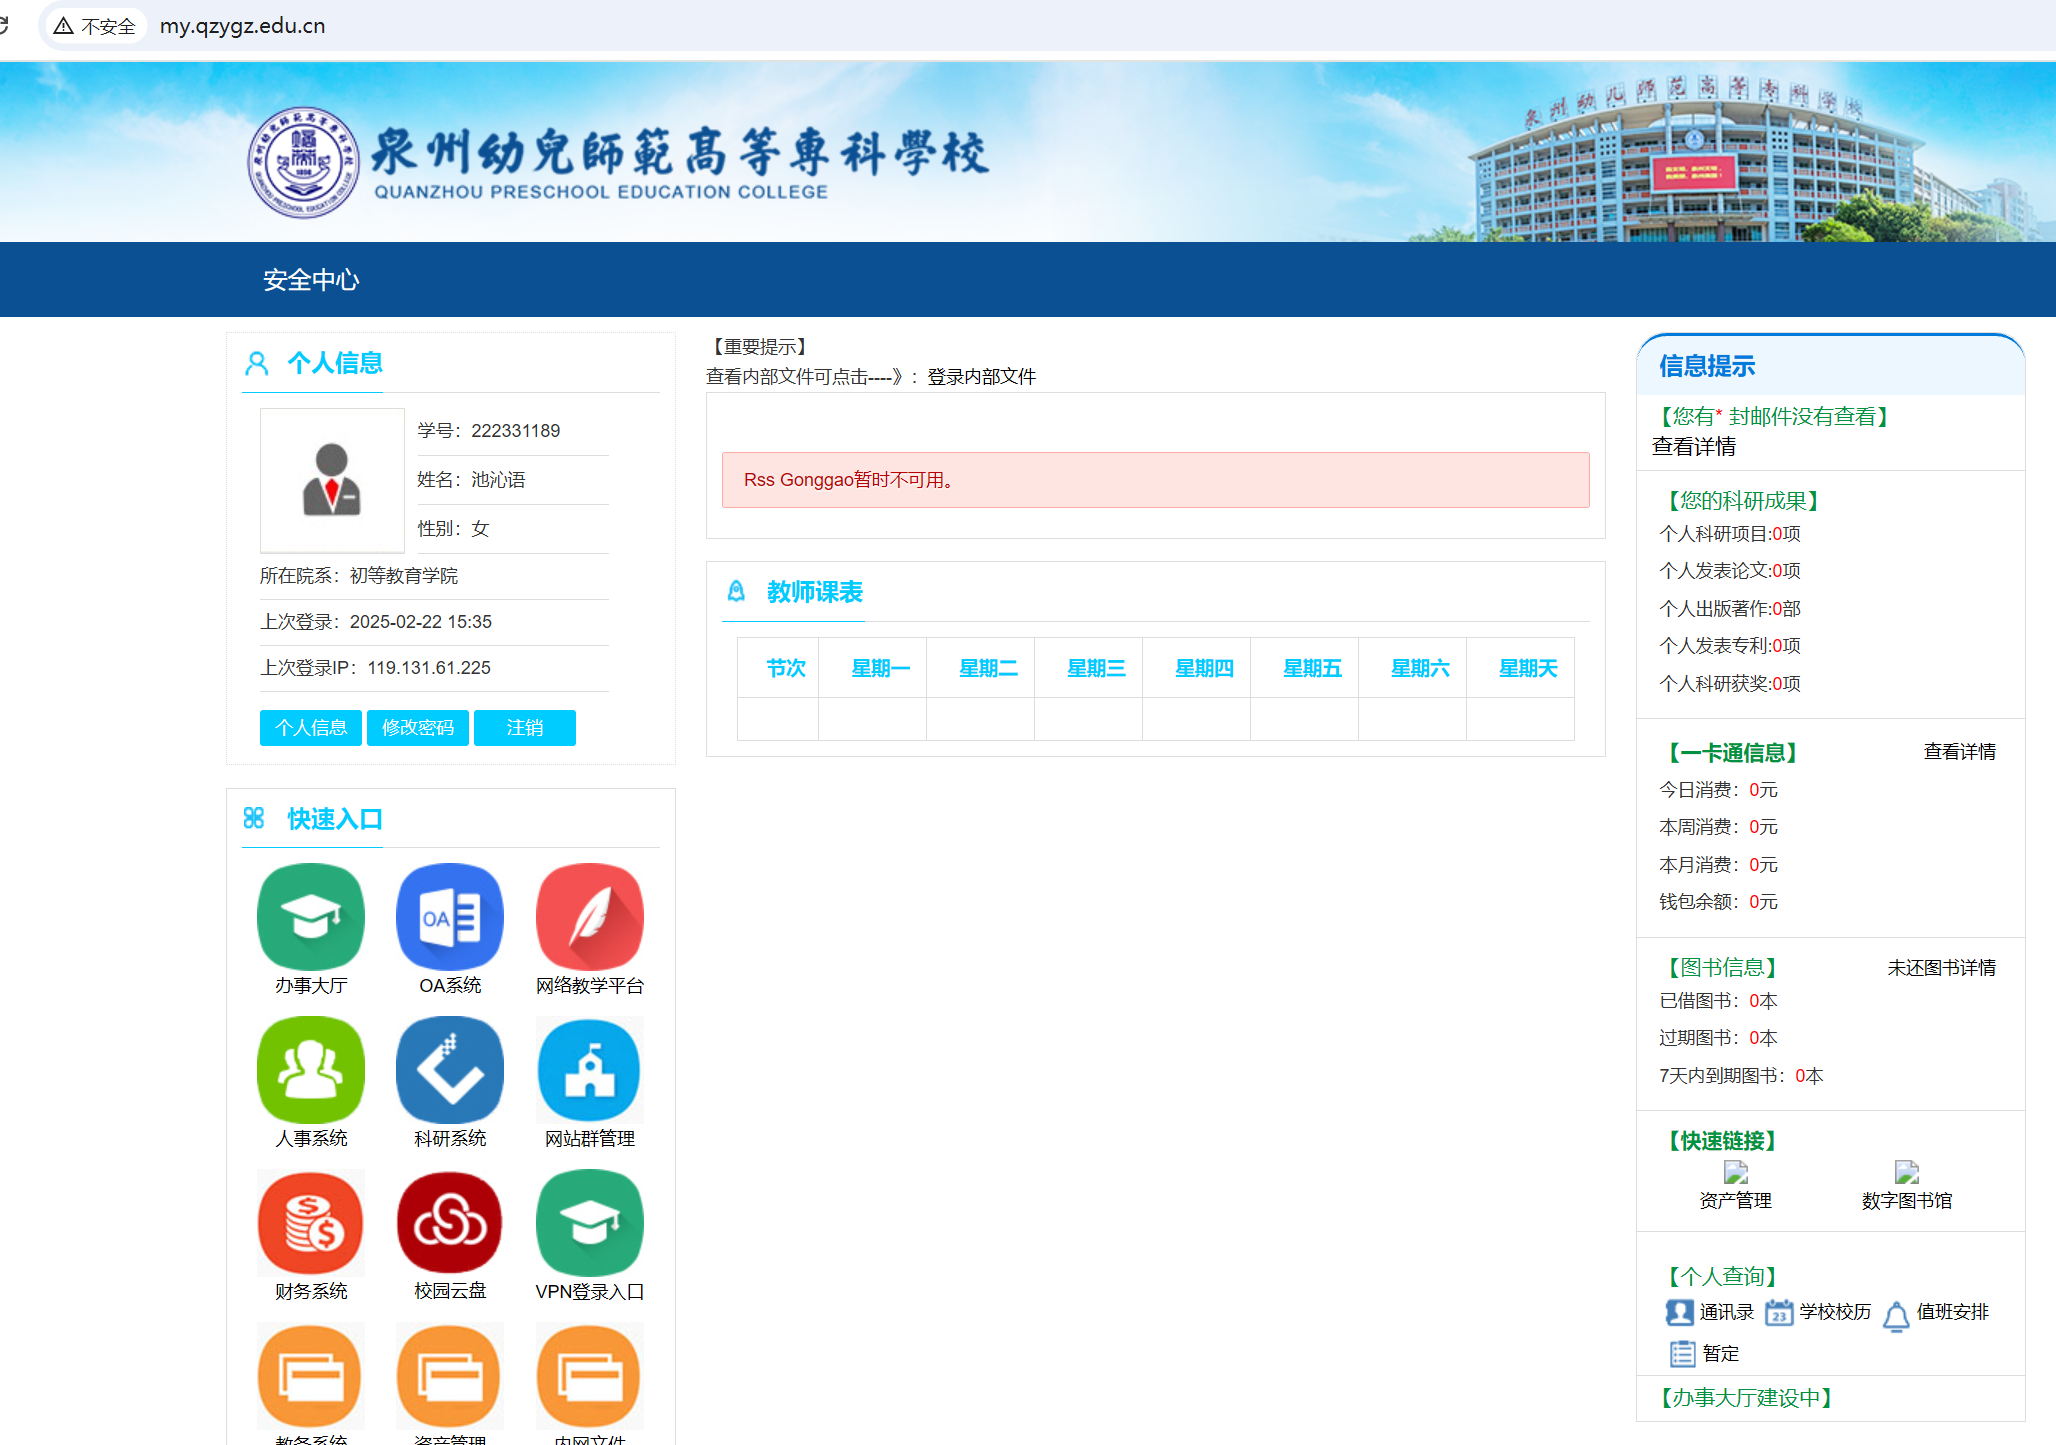 不安全 my.qzygz.edu.cn
泉州幼兒師範高等専科學校
QUANZHOU PRESCHOOL EDUCATION COLLEGE
泉州幼儿师范高等专科学校
安全中心
个人信息
学号：222331189
姓名：池沁语
性别：女
所在院系：初等教育学院
上次登录：2025-02-22 15:35
上次登录IP：119.131.61.225
个人信息 修改密码 注销
快速入口
办事大厅 OA系统 网络教学平台
人事系统 科研系统 网站群管理
财务系统 校园云盘 VPN登录入口
教务系统 资产管理 内网文件
【重要提示】
查看内部文件可点击----》：登录内部文件
Rss Gonggao暂时不可用。
教师课表
节次 星期一 星期二 星期三 星期四 星期五 星期六 星期天
信息提示
【您有* 封邮件没有查看】
查看详情
【您的科研成果】
个人科研项目:0项
个人发表论文:0项
个人出版著作:0部
个人发表专利:0项
个人科研获奖:0项
【一卡通信息】 查看详情
今日消费：0元
本周消费：0元
本月消费：0元
钱包余额：0元
【图书信息】 未还图书详情
已借图书：0本
过期图书：0本
7天内到期图书：0本
【快速链接】
资产管理 数字图书馆
【个人查询】
通讯录 23 学校校历 值班安排
暂定
【办事大厅建设中】